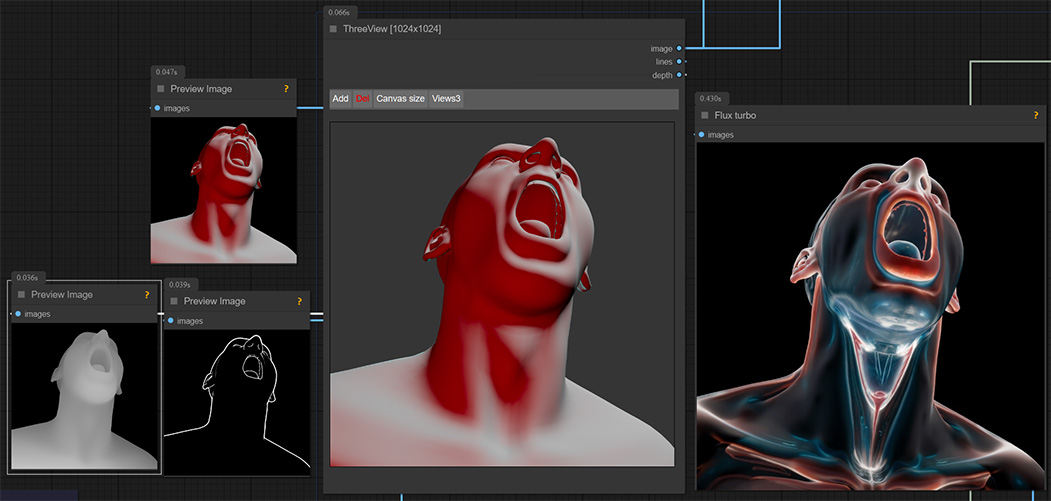 0.066s
ThreeView [1024x1024]
image
lines
depth
0.047s
Preview Image ?
images
Add Del Canvas size Views3
0.430s
Flux turbo ?
images
0.036s
Preview Image ?
images
0.039s
Preview Image ?
images